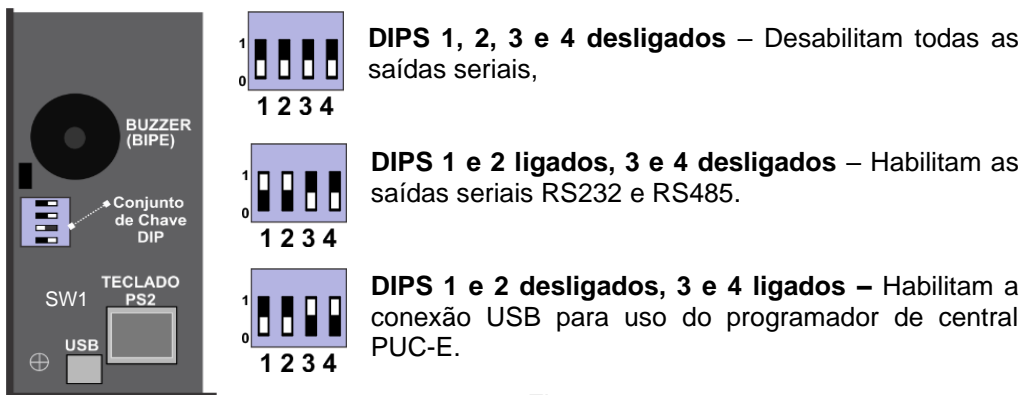 BUZZER
(BIPE)
Conjunto
de Chave
DIP
TECLADO
PS2
SW1
USB
1
0
1 2 3 4
DIPS 1, 2, 3 e 4 desligados – Desabilitam todas as
saídas seriais,
1
0
1 2 3 4
DIPS 1 e 2 ligados, 3 e 4 desligados – Habilitam as
saídas seriais RS232 e RS485.
1
0
1 2 3 4
DIPS 1 e 2 desligados, 3 e 4 ligados – Habilitam a
conexão USB para uso do programador de central
PUC-E.